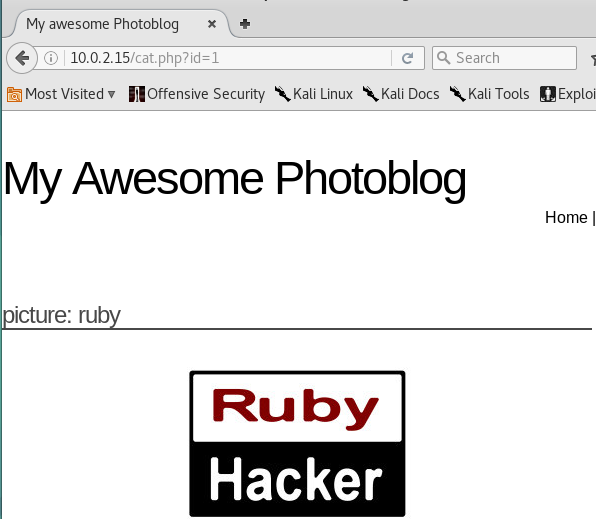 My awesome Photoblog
10.0.2.15/cat.php?id=1
Search
Most Visited Offensive Security Kali Linux Kali Docs Kali Tools Exploi
My Awesome Photoblog
Home |
picture: ruby
Ruby
Hacker